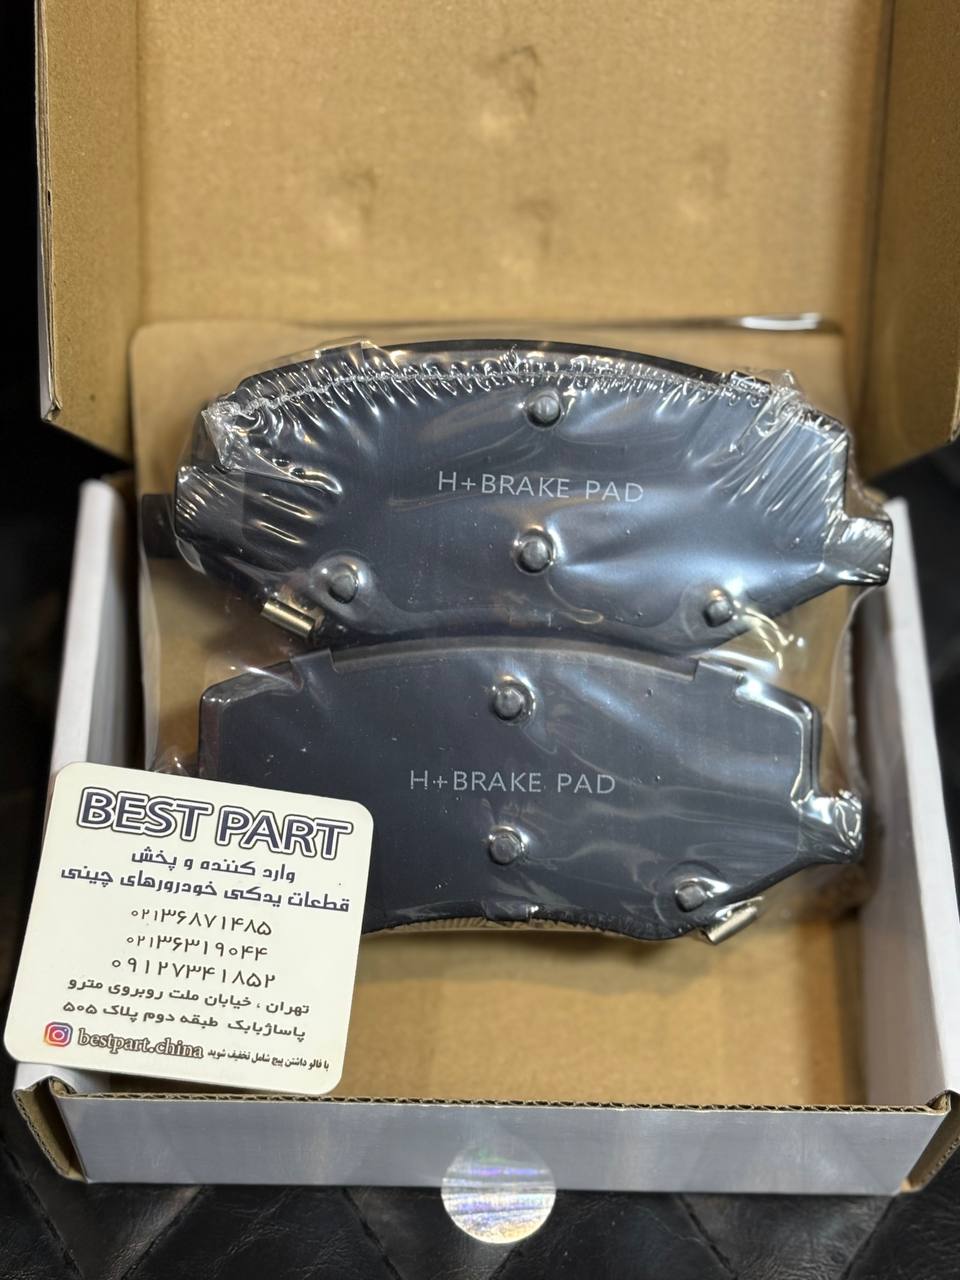 H+BRAKE PAD
H+BRAKE PAD
BEST PART
وارد کننده و پخش
قطعات یدکی خودرورهای چینی
۰۲۱۳۶۸۷۱۴۸۵
۰۲۱۳۶۳۱۹۰۴۴
۰۹۱۲۷۳۴۱۸۵۲
تهران ، خیابان ملت روبروی مترو
پاساژبابک طبقه دوم پلاک ۵۰۵
bestpart.china با فالو داشتن پیج شامل تخفیف شوید